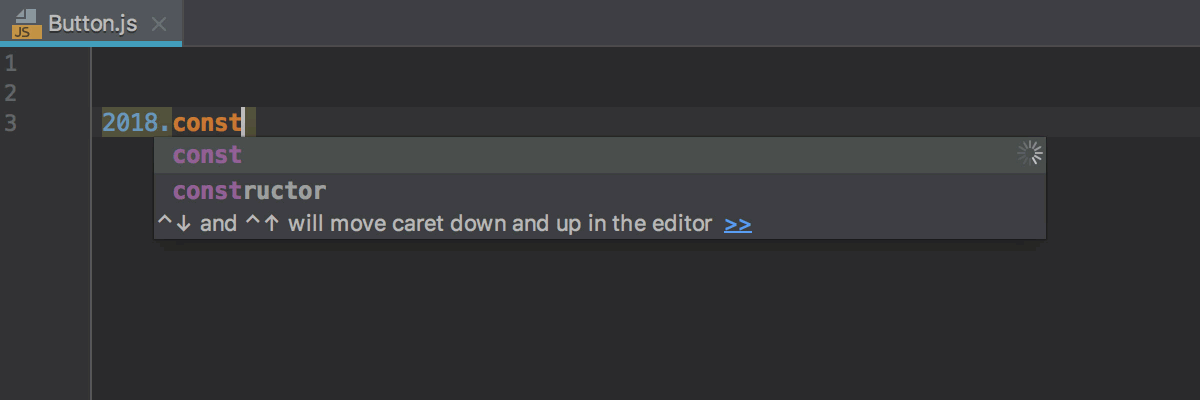 Button.js
JS
1
2
3 2018.const
const
constructor
^↓ and ^↑ will move caret down and up in the editor >>